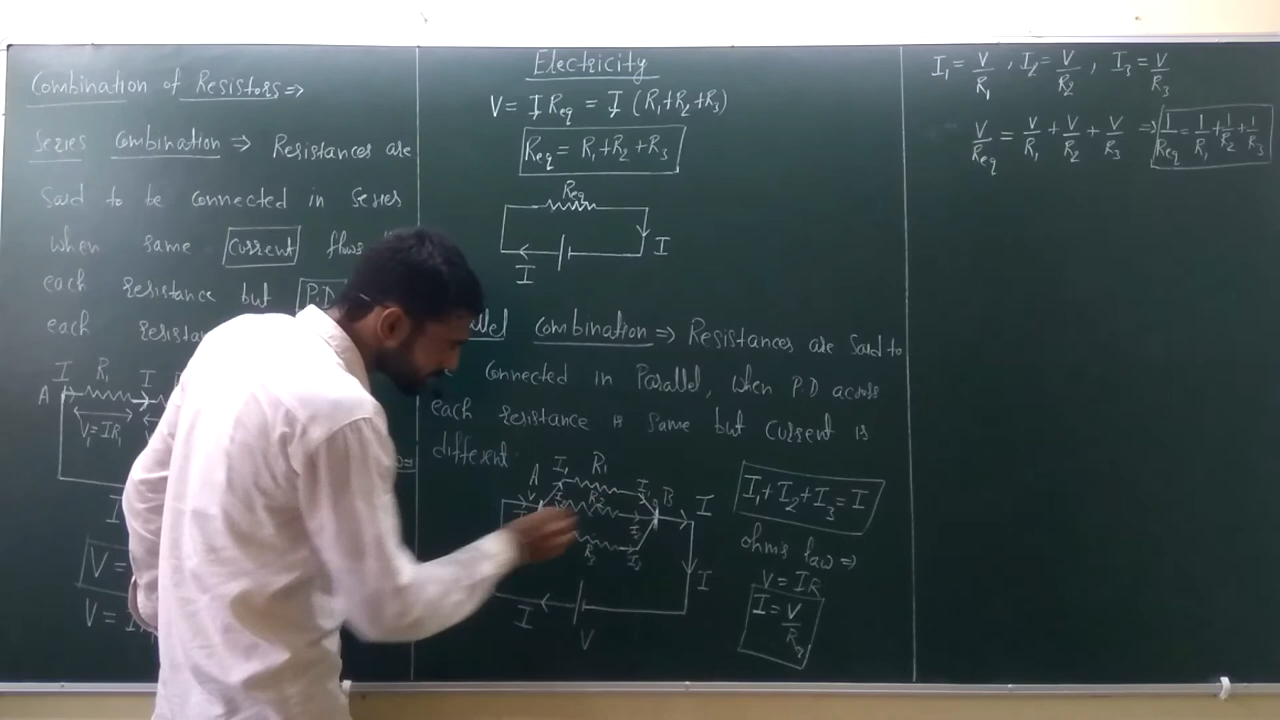 Combination of Resistors ⇒
Series Combination ⇒ Resistances are
Said to be Connected in Series
when same Current flows
each resistance but P.D
each
I R₁ I
A
V₁=IR₁
I
V=
V=
Electricity
V = I Req = I (R₁+R₂+R₃)
Req = R₁+R₂+R₃
Req
I
I
Combination ⇒ Resistances are Said to
Connected in Parallel, when P.D across
each resistance is same but current is
different
I₁ R₁ I₁
A R₂ B I
I₂
R₃ I₃
I
I
V
I₁+I₂+I₃=I
ohm's law ⇒
V = IR
I = V/Req
I₁ = V/R₁ , I₂ = V/R₂ , I₃ = V/R₃
V/Req = V/R₁ + V/R₂ + V/R₃ ⇒ 1/Req = 1/R₁ + 1/R₂ + 1/R₃